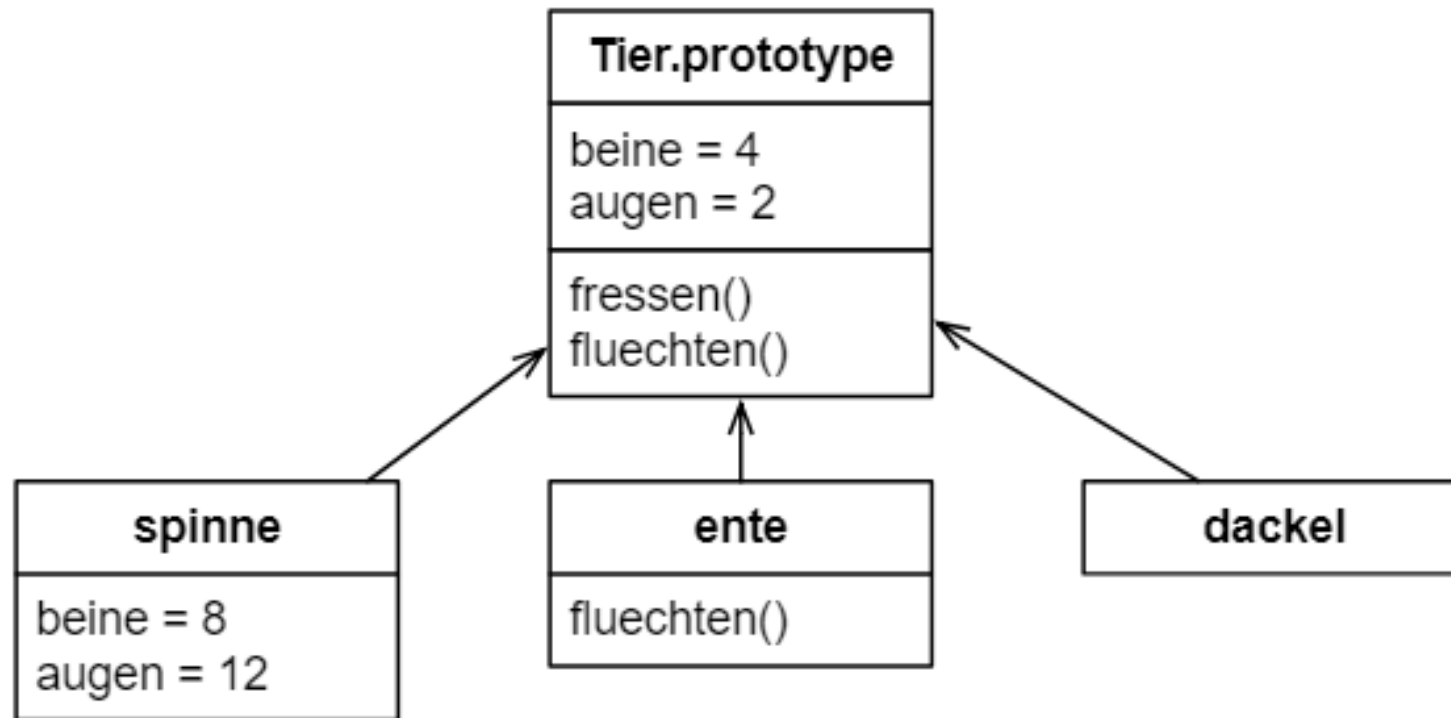 Tier.prototype
beine = 4
augen = 2
fressen()
fluechten()
spinne
beine = 8
augen = 12
ente
fluechten()
dackel